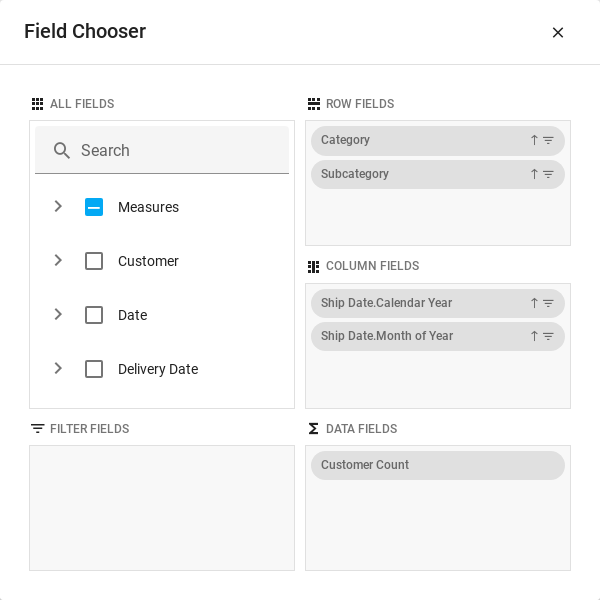 Field Chooser
ALL FIELDS
Search
Measures
Customer
Date
Delivery Date
ROW FIELDS
Category
Subcategory
COLUMN FIELDS
Ship Date.Calendar Year
Ship Date.Month of Year
FILTER FIELDS
DATA FIELDS
Customer Count